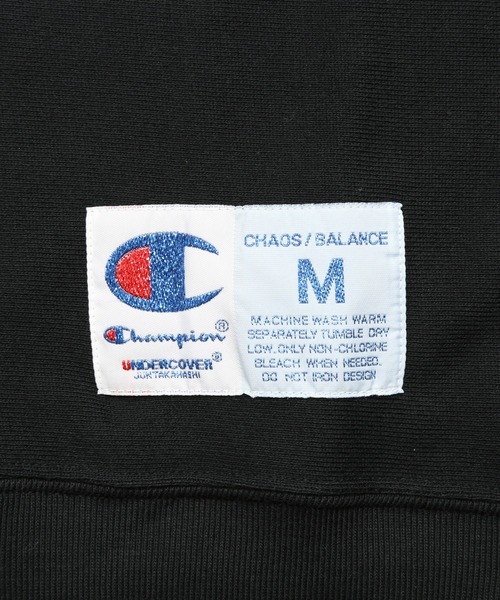 Champion®
UNDERCOVER®
JUN TAKAHASHI
CHAOS/BALANCE
M
MACHINE WASH WARM
SEPARATELY TUMBLE DRY
LOW. ONLY NON-CHLORINE
BLEACH WHEN NEEDED.
DO NOT IRON DESIGN